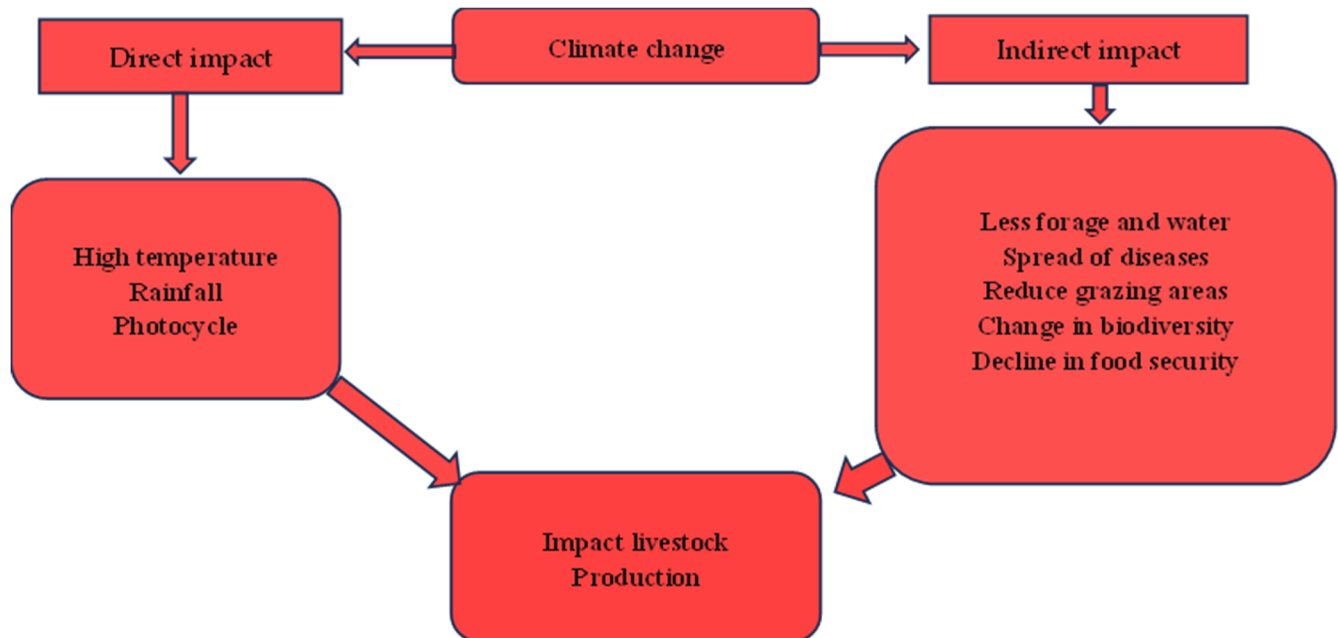 Direct impact
Climate change
Indirect impact
High temperature
Rainfall
Photocycle
Less forage and water
Spread of diseases
Reduce grazing areas
Change in biodiversity
Decline in food security
Impact livestock
Production